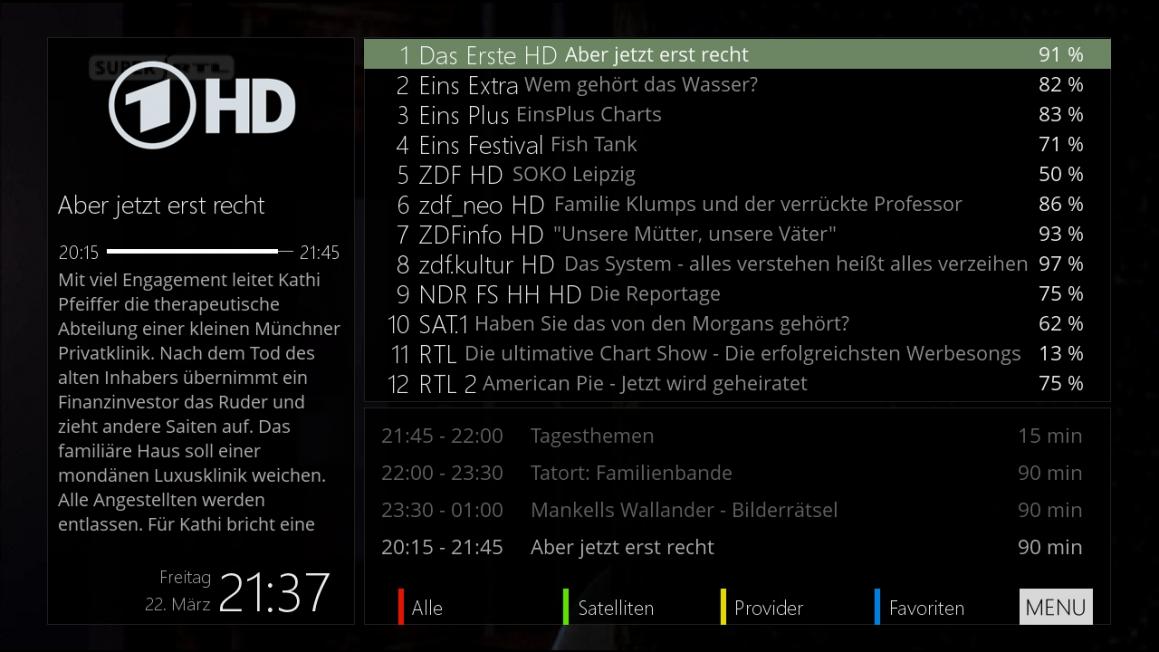 SUPER RTL
1 HD
Aber jetzt erst recht
20:15 21:45
Mit viel Engagement leitet Kathi
Pfeiffer die therapeutische
Abteilung einer kleinen Münchner
Privatklinik. Nach dem Tod des
alten Inhabers übernimmt ein
Finanzinvestor das Ruder und
zieht andere Saiten auf. Das
familiäre Haus soll einer
mondänen Luxusklinik weichen.
Alle Angestellten werden
entlassen. Für Kathi bricht eine
Freitag
22. März
21:37
1 Das Erste HD Aber jetzt erst recht 91 %
2 Eins Extra Wem gehört das Wasser? 82 %
3 Eins Plus EinsPlus Charts 83 %
4 Eins Festival Fish Tank 71 %
5 ZDF HD SOKO Leipzig 50 %
6 zdf_neo HD Familie Klumps und der verrückte Professor 86 %
7 ZDFinfo HD "Unsere Mütter, unsere Väter" 93 %
8 zdf.kultur HD Das System - alles verstehen heißt alles verzeihen 97 %
9 NDR FS HH HD Die Reportage 75 %
10 SAT.1 Haben Sie das von den Morgans gehört? 62 %
11 RTL Die ultimative Chart Show - Die erfolgreichsten Werbesongs 13 %
12 RTL 2 American Pie - Jetzt wird geheiratet 75 %
21:45 - 22:00 Tagesthemen 15 min
22:00 - 23:30 Tatort: Familienbande 90 min
23:30 - 01:00 Mankells Wallander - Bilderrätsel 90 min
20:15 - 21:45 Aber jetzt erst recht 90 min
Alle Satelliten Provider Favoriten MENU